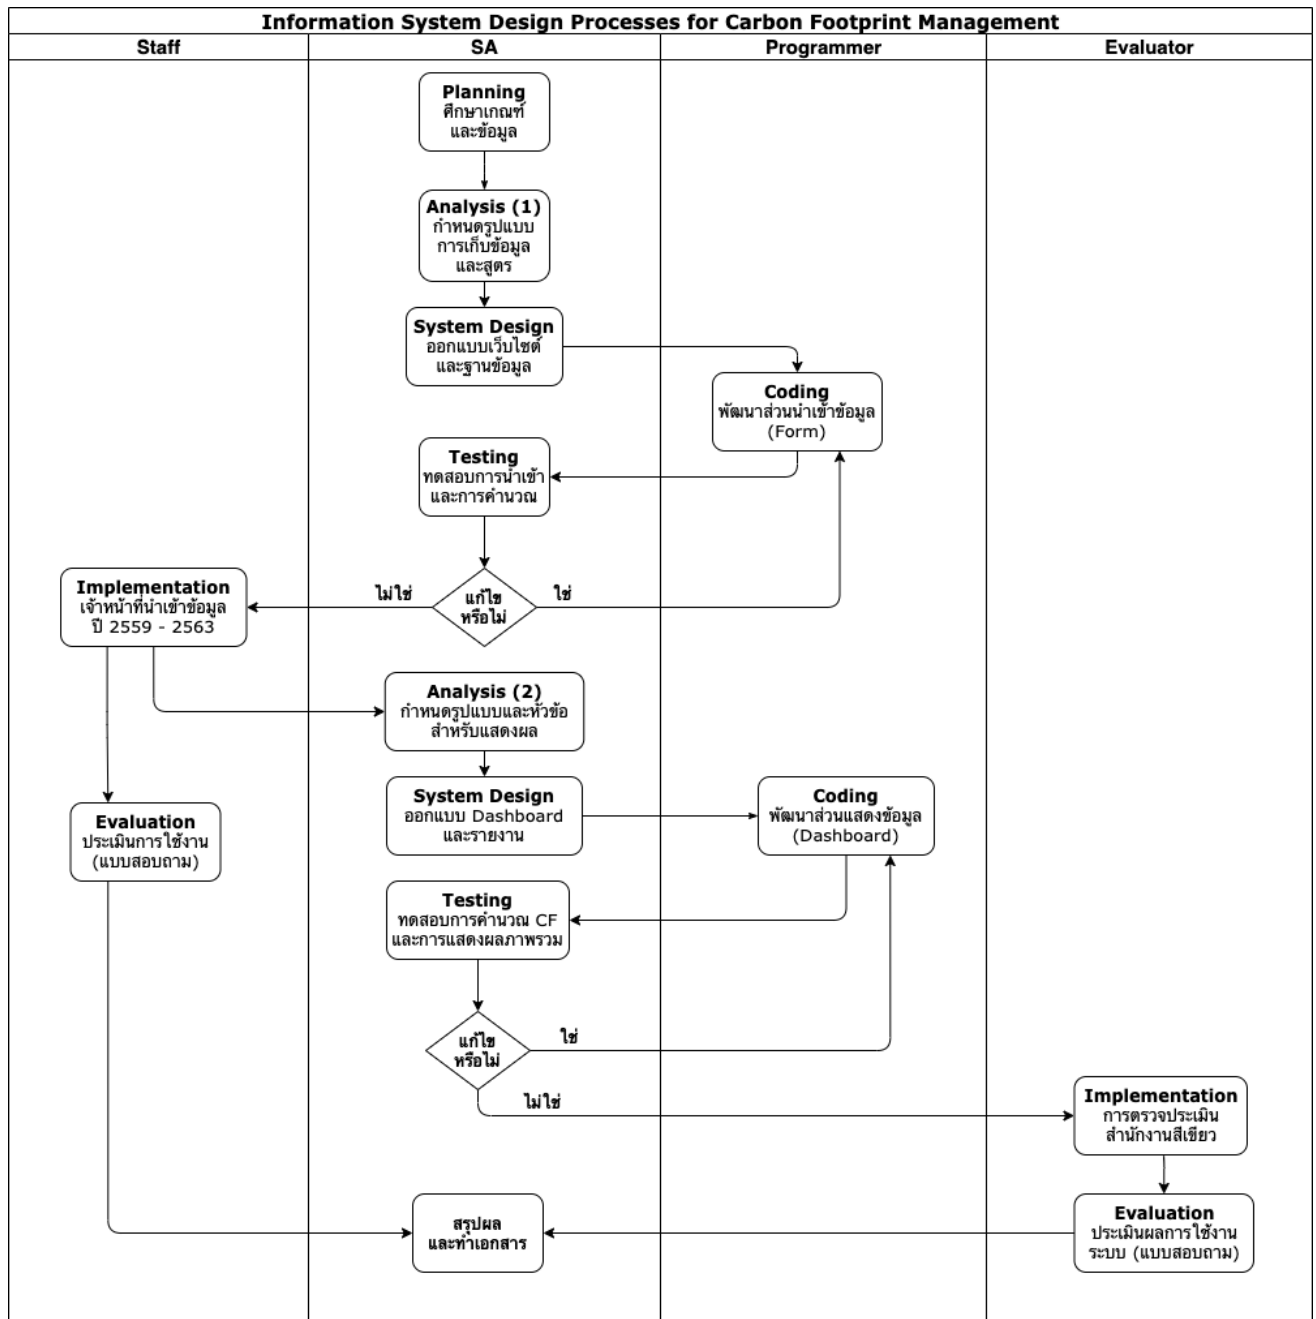 Information System Design Processes for Carbon Footprint Management
Staff
SA
Programmer
Evaluator
Planning
ศึกษาเกณฑ์
และข้อมูล
Analysis (1)
กำหนดรูปแบบ
การเก็บข้อมูล
และสูตร
System Design
ออกแบบเว็บไซต์
และฐานข้อมูล
Coding
พัฒนาส่วนนำเข้าข้อมูล
(Form)
Testing
ทดสอบการนำเข้า
และการคำนวณ
แก้ไข
หรือไม่
ไม่ใช่
ใช่
Implementation
เจ้าหน้าที่นำเข้าข้อมูล
ปี 2559 - 2563
Analysis (2)
กำหนดรูปแบบและหัวข้อ
สำหรับแสดงผล
System Design
ออกแบบ Dashboard
และรายงาน
Coding
พัฒนาส่วนแสดงข้อมูล
(Dashboard)
Evaluation
ประเมินการใช้งาน
(แบบสอบถาม)
Testing
ทดสอบการคำนวณ CF
และการแสดงผลภาพรวม
แก้ไข
หรือไม่
ใช่
ไม่ใช่
Implementation
การตรวจประเมิน
สำนักงานสีเขียว
Evaluation
ประเมินผลการใช้งาน
ระบบ (แบบสอบถาม)
สรุปผล
และทำเอกสาร